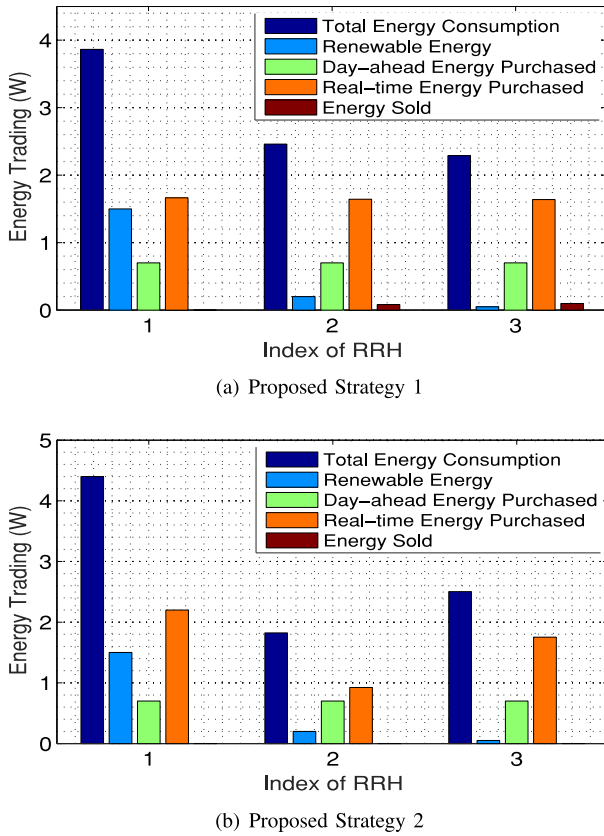 4
3
2
1
0
Energy Trading (W)
Total Energy Consumption
Renewable Energy
Day-ahead Energy Purchased
Real-time Energy Purchased
Energy Sold
1 2 3
Index of RRH
(a) Proposed Strategy 1
5
4
3
2
1
0
Energy Trading (W)
Total Energy Consumption
Renewable Energy
Day-ahead Energy Purchased
Real-time Energy Purchased
Energy Sold
1 2 3
Index of RRH
(b) Proposed Strategy 2